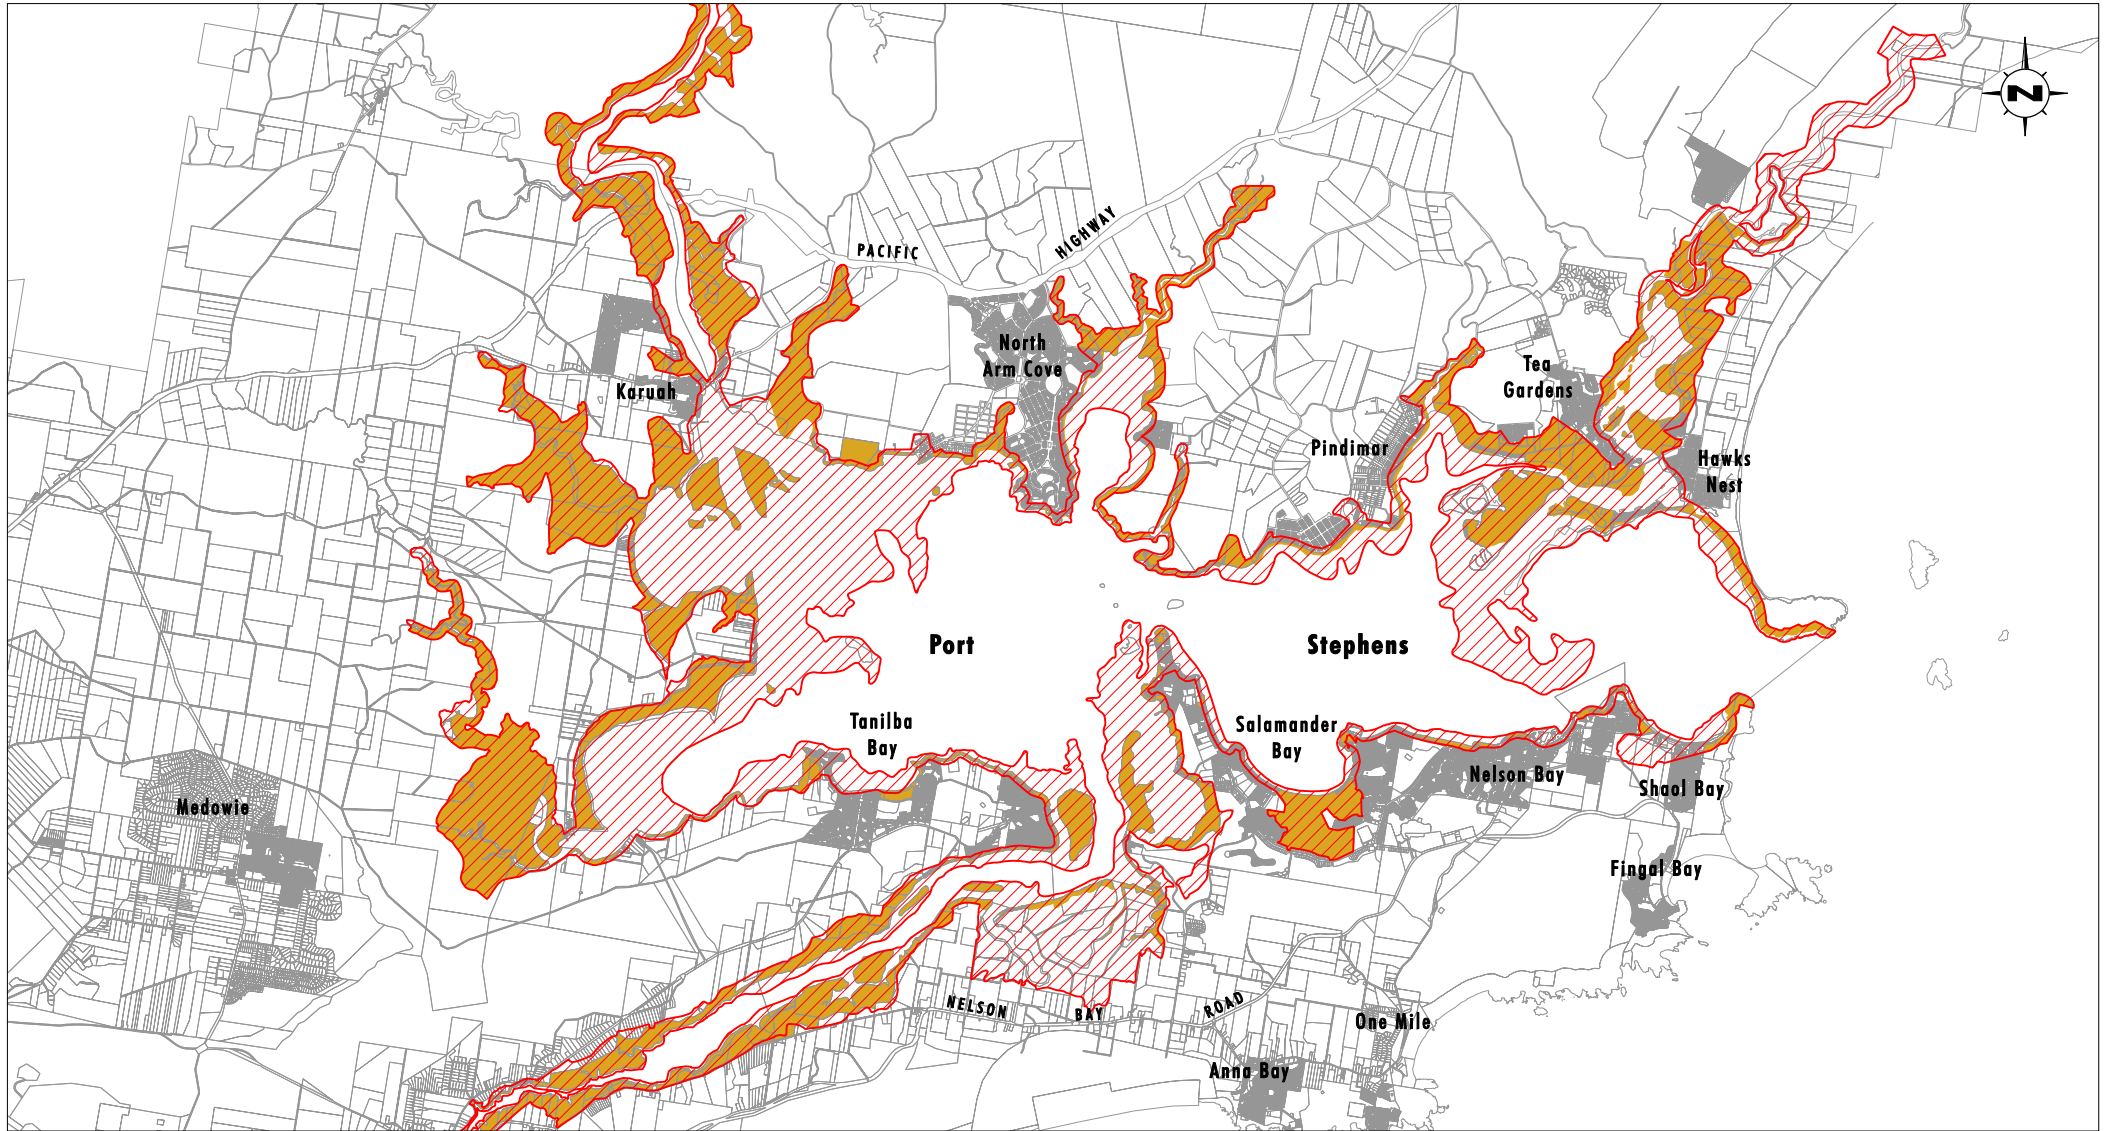 N
PACIFIC
HIGHWAY
North
Arm Cove
Karuah
Tea
Gardens
Pindimar
Hawks
Nest
Port
Stephens
Tanilba
Bay
Salamander
Bay
Nelson Bay
Shaol Bay
Medowie
Fingal Bay
NELSON
BAY
ROAD
One Mile
Anna Bay